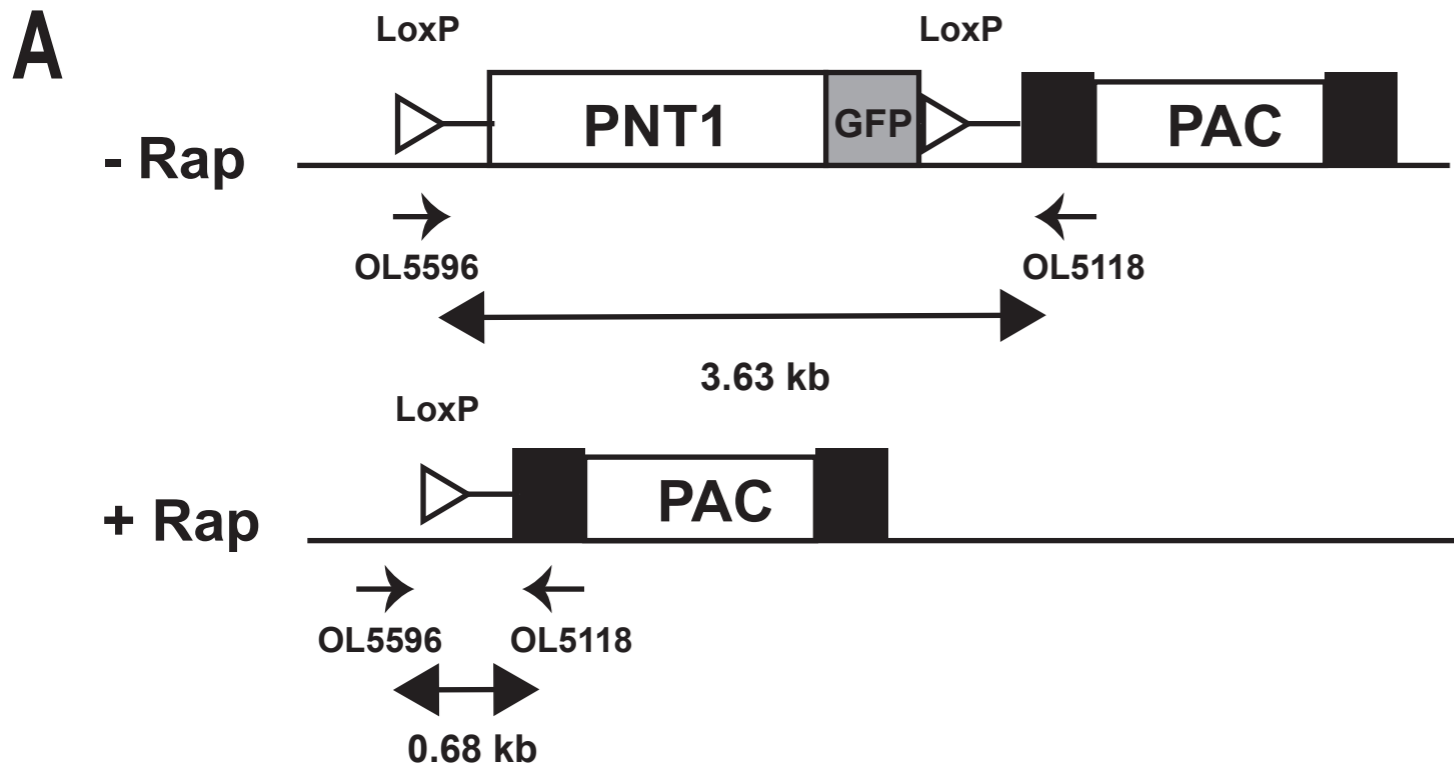 A
LoxP LoxP
PNT1 GFP PAC
- Rap
OL5596 OL5118
3.63 kb
LoxP
PAC
+ Rap
OL5596 OL5118
0.68 kb